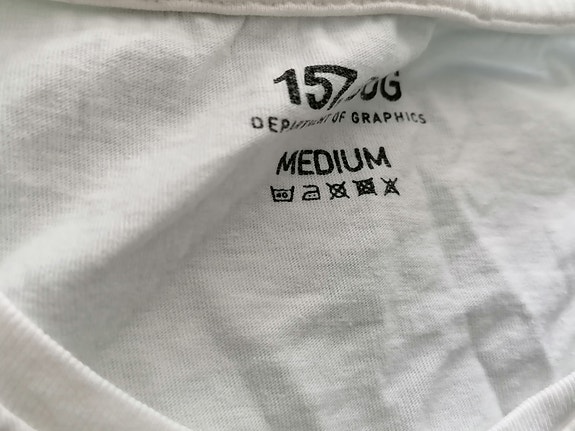 DEPARTMENT OF GRAPHICS
MEDIUM